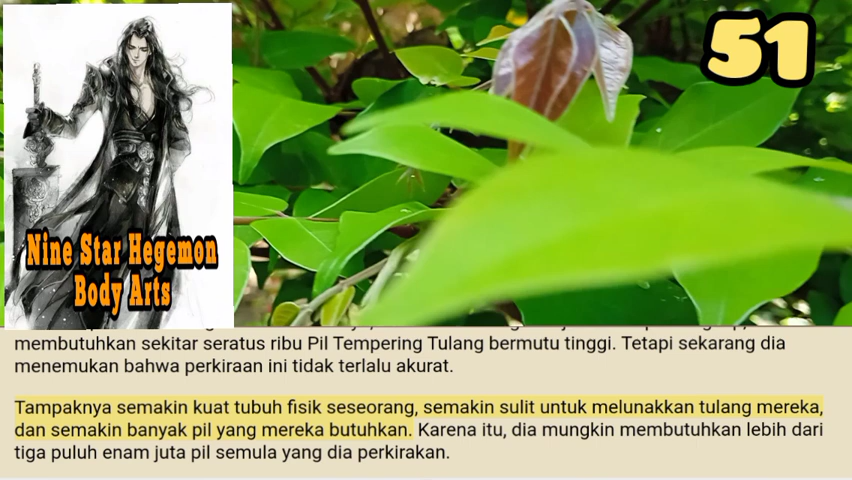 51
Nine Star Hegemon
Body Arts
membutuhkan sekitar seratus ribu Pil Tempering Tulang bermutu tinggi. Tetapi sekarang dia
menemukan bahwa perkiraan ini tidak terlalu akurat.
Tampaknya semakin kuat tubuh fisik seseorang, semakin sulit untuk melunakkan tulang mereka,
dan semakin banyak pil yang mereka butuhkan. Karena itu, dia mungkin membutuhkan lebih dari
tiga puluh enam juta pil semula yang dia perkirakan.